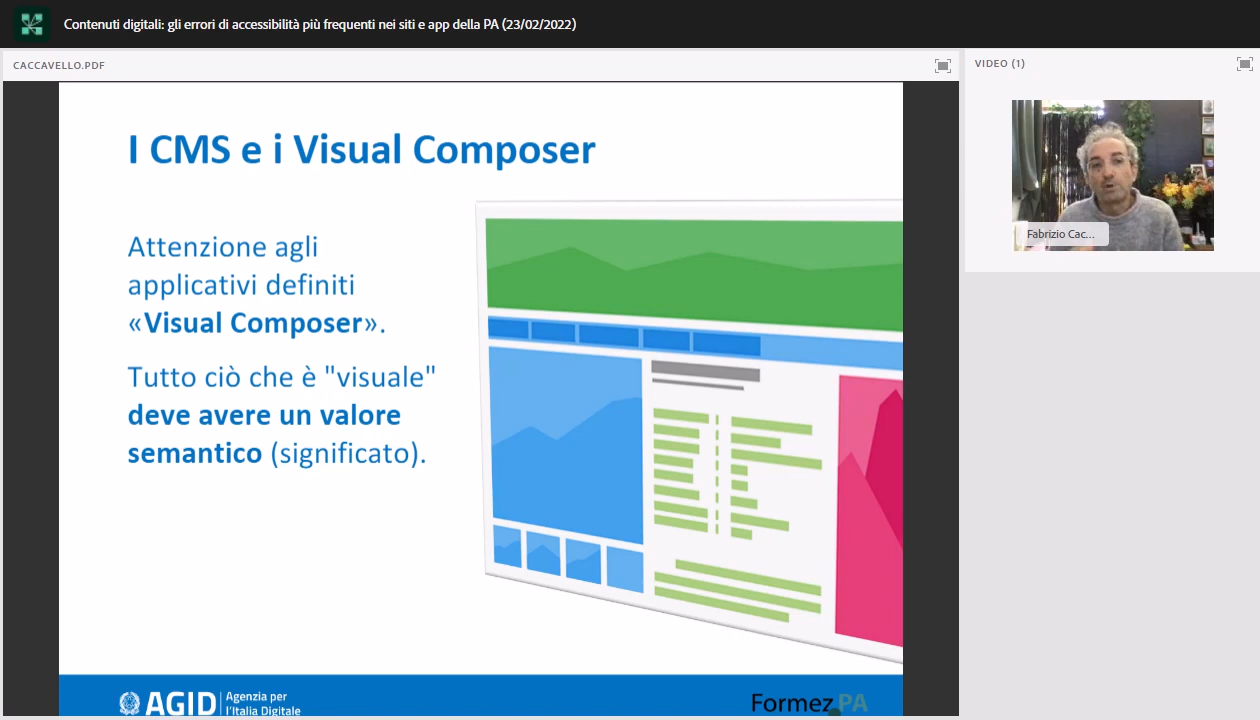 Contenuti digitali: gli errori di accessibilità più frequenti nei siti e app della PA (23/02/2022)
CACCAVELLO.PDF
VIDEO (1)
I CMS e i Visual Composer
Attenzione agli
applicativi definiti
«Visual Composer».
Tutto ciò che è "visuale"
deve avere un valore
semantico (significato).
Fabrizio Cac...
AGID
Agenzia per
l'Italia Digitale
Formez PA